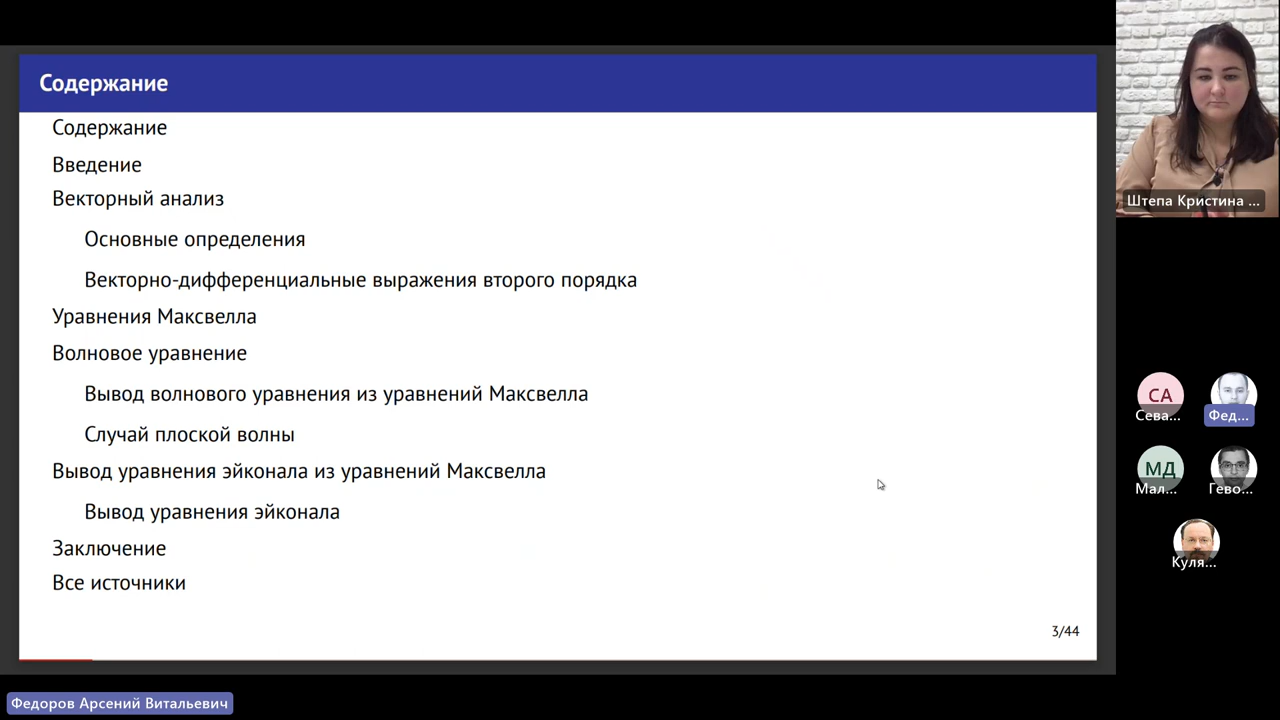 Содержание
Содержание
Введение
Векторный анализ
Основные определения
Векторно-дифференциальные выражения второго порядка
Уравнения Максвелла
Волновое уравнение
Вывод волнового уравнения из уравнений Максвелла
Случай плоской волны
Вывод уравнения эйконала из уравнений Максвелла
Вывод уравнения эйконала
Заключение
Все источники
3/44
Штепа Кристина ...
СА
Сева...
Фед...
МД
Мал...
Гево...
Куля...
Федоров Арсений Витальевич